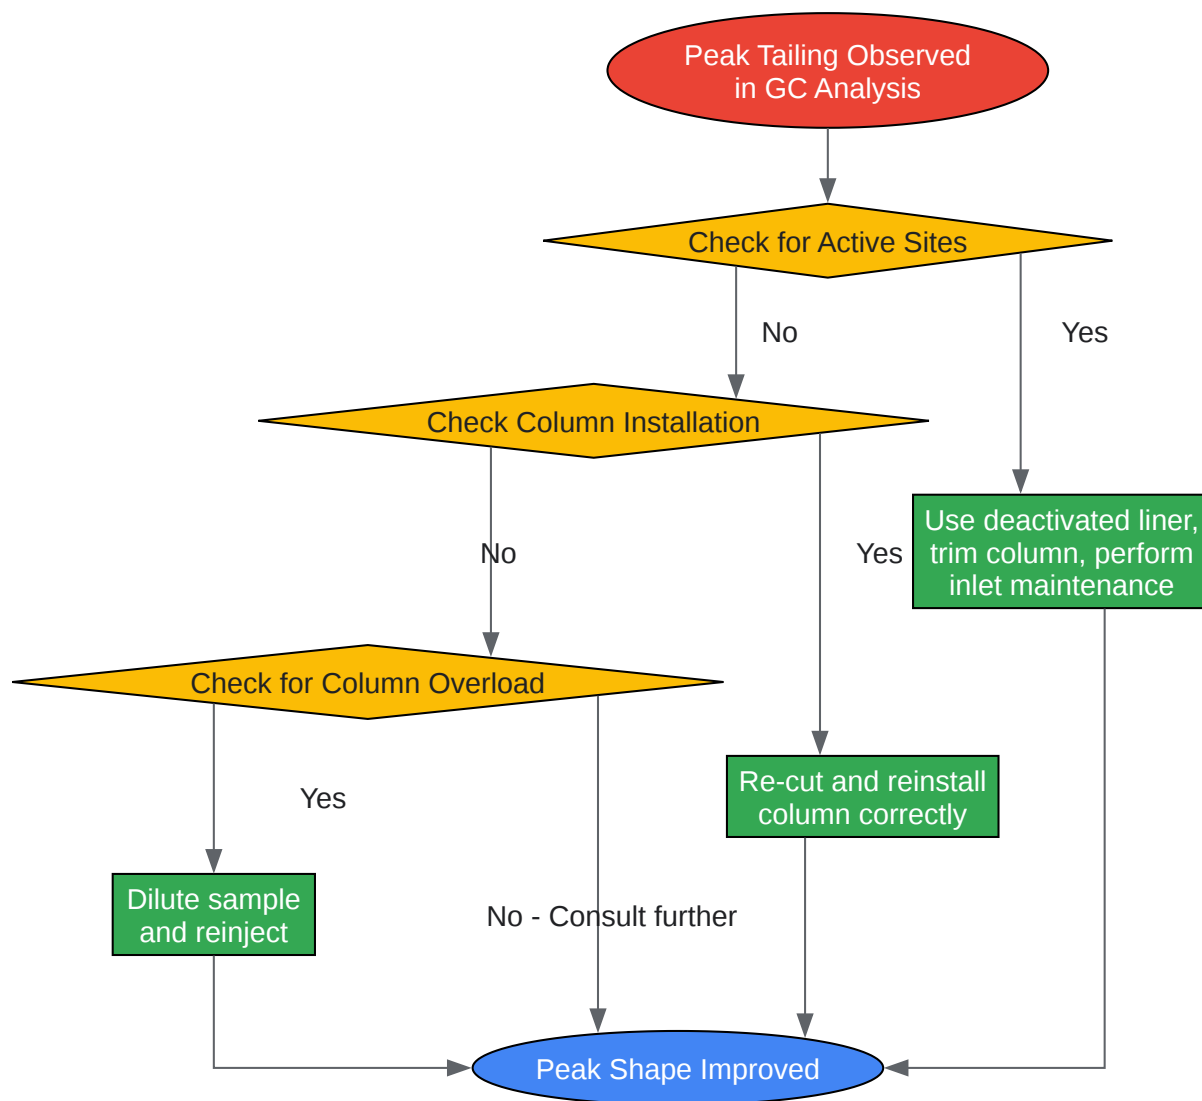 Peak Tailing Observed
in GC Analysis
Check for Active Sites
No
Yes
Check Column Installation
Use deactivated liner,
trim column, perform
inlet maintenance
No
Yes
Check for Column Overload
Re-cut and reinstall
column correctly
Yes
Dilute sample
and reinject
No - Consult further
Peak Shape Improved